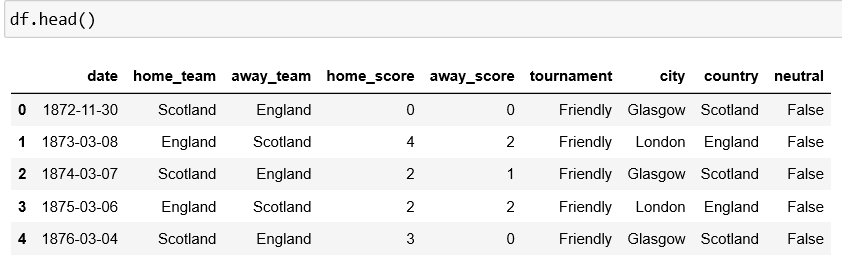 df.head()
date home_team away_team home_score away_score tournament city country neutral
0 1872-11-30 Scotland England 0 0 Friendly Glasgow Scotland False
1 1873-03-08 England Scotland 4 2 Friendly London England False
2 1874-03-07 Scotland England 2 1 Friendly Glasgow Scotland False
3 1875-03-06 England Scotland 2 2 Friendly London England False
4 1876-03-04 Scotland England 3 0 Friendly Glasgow Scotland False